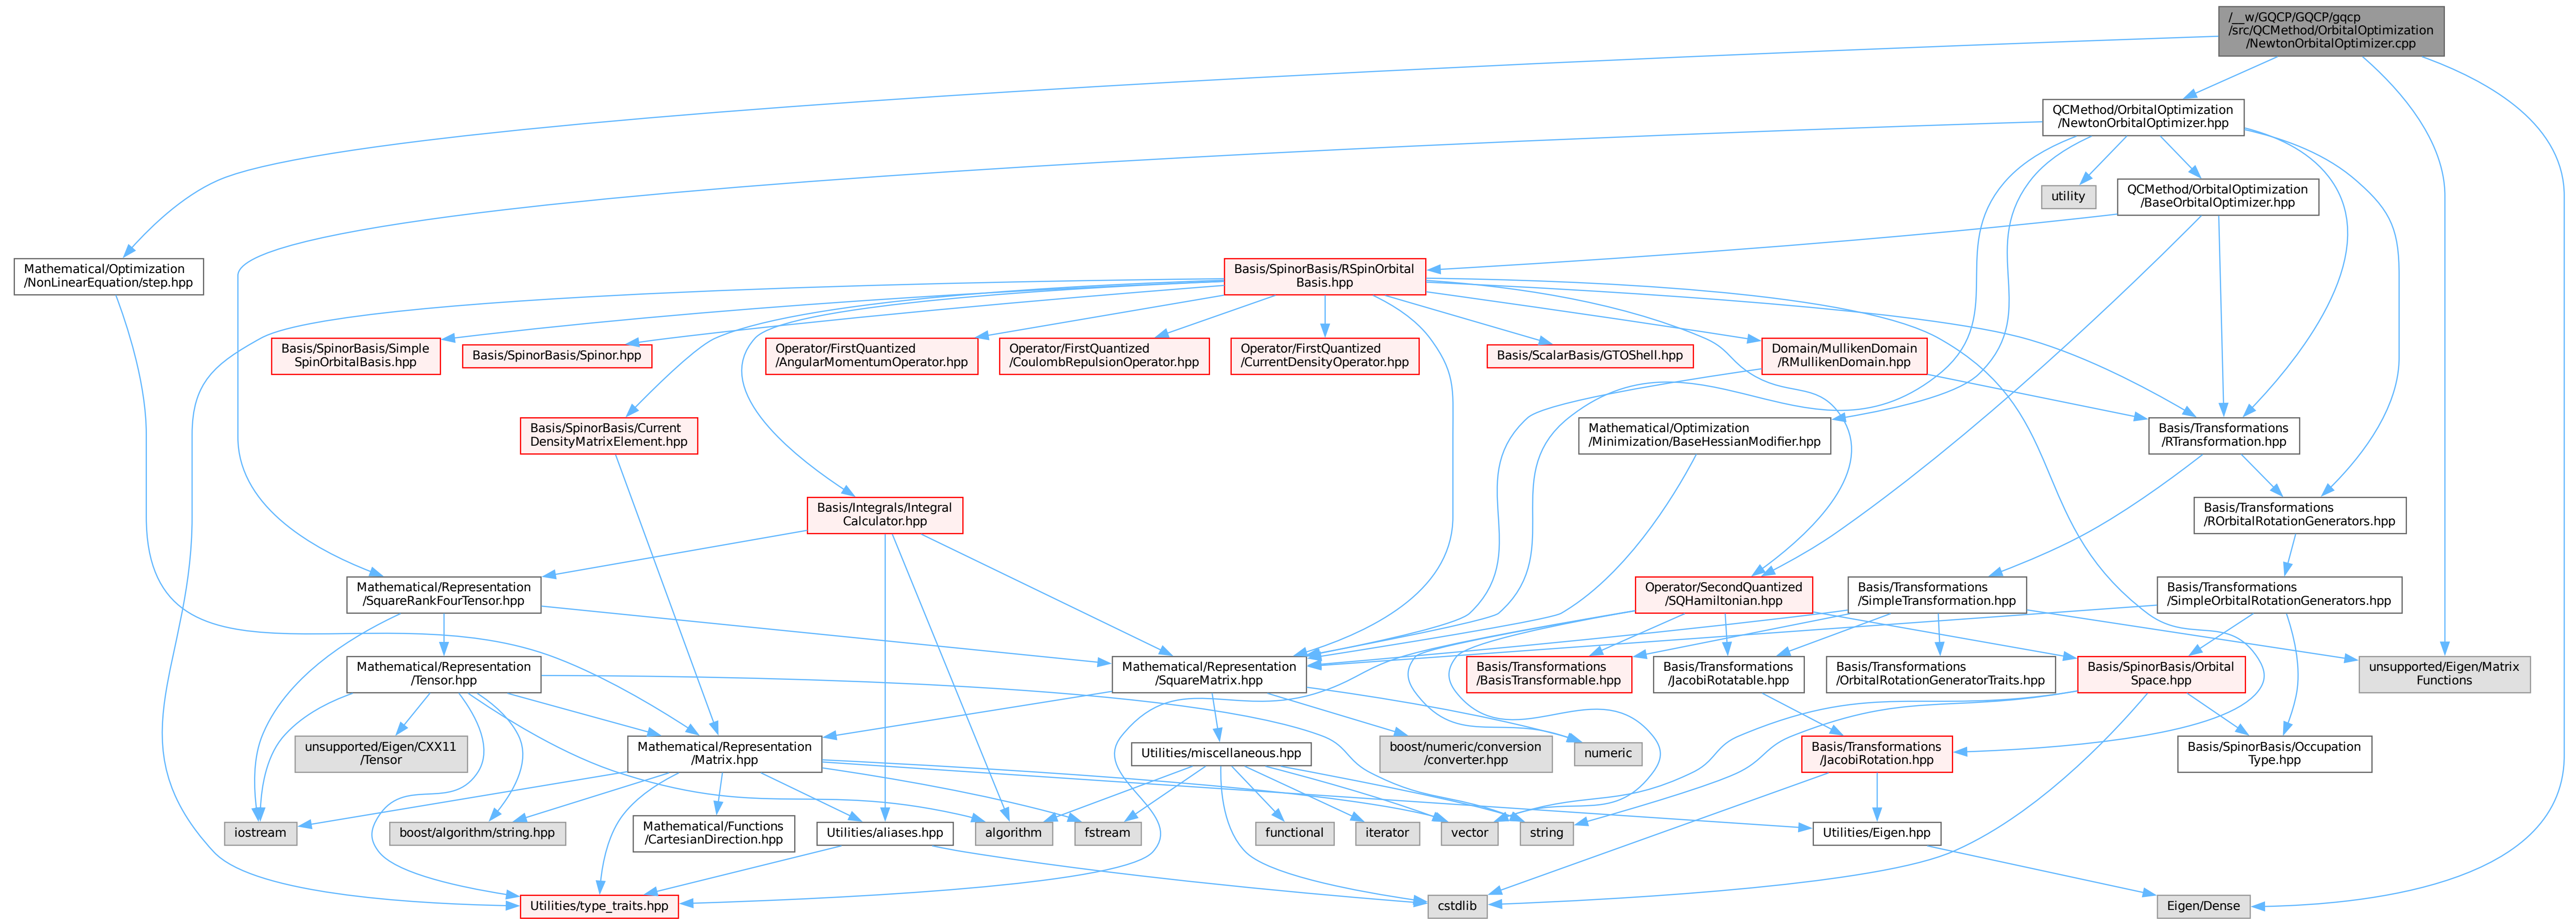 /__w/GQCP/GQCP/gqcp
/src/QCMethod/OrbitalOptimization
/NewtonOrbitalOptimizer.cpp
QCMethod/OrbitalOptimization
/NewtonOrbitalOptimizer.hpp
utility
QCMethod/OrbitalOptimization
/BaseOrbitalOptimizer.hpp
Mathematical/Optimization
/NonLinearEquation/step.hpp
Basis/SpinorBasis/RSpinOrbital
Basis.hpp
Basis/SpinorBasis/Simple
SpinOrbitalBasis.hpp
Basis/SpinorBasis/Spinor.hpp
Operator/FirstQuantized
/AngularMomentumOperator.hpp
Operator/FirstQuantized
/CoulombRepulsionOperator.hpp
Operator/FirstQuantized
/CurrentDensityOperator.hpp
Basis/ScalarBasis/GTOShell.hpp
Domain/MullikenDomain
/RMullikenDomain.hpp
Basis/SpinorBasis/Current
DensityMatrixElement.hpp
Mathematical/Optimization
/Minimization/BaseHessianModifier.hpp
Basis/Transformations
/RTransformation.hpp
Basis/Integrals/Integral
Calculator.hpp
Basis/Transformations
/ROrbitalRotationGenerators.hpp
Mathematical/Representation
/SquareRankFourTensor.hpp
Operator/SecondQuantized
/SQHamiltonian.hpp
Basis/Transformations
/SimpleTransformation.hpp
Basis/Transformations
/SimpleOrbitalRotationGenerators.hpp
Mathematical/Representation
/Tensor.hpp
Mathematical/Representation
/SquareMatrix.hpp
Basis/Transformations
/BasisTransformable.hpp
Basis/Transformations
/JacobiRotatable.hpp
Basis/Transformations
/OrbitalRotationGeneratorTraits.hpp
Basis/SpinorBasis/Orbital
Space.hpp
unsupported/Eigen/Matrix
Functions
unsupported/Eigen/CXX11
/Tensor
Mathematical/Representation
/Matrix.hpp
Utilities/miscellaneous.hpp
boost/numeric/conversion
/converter.hpp
numeric
Basis/Transformations
/JacobiRotation.hpp
Basis/SpinorBasis/Occupation
Type.hpp
iostream
boost/algorithm/string.hpp
Mathematical/Functions
/CartesianDirection.hpp
Utilities/aliases.hpp
algorithm
fstream
functional
iterator
vector
string
Utilities/Eigen.hpp
Utilities/type_traits.hpp
cstdlib
Eigen/Dense